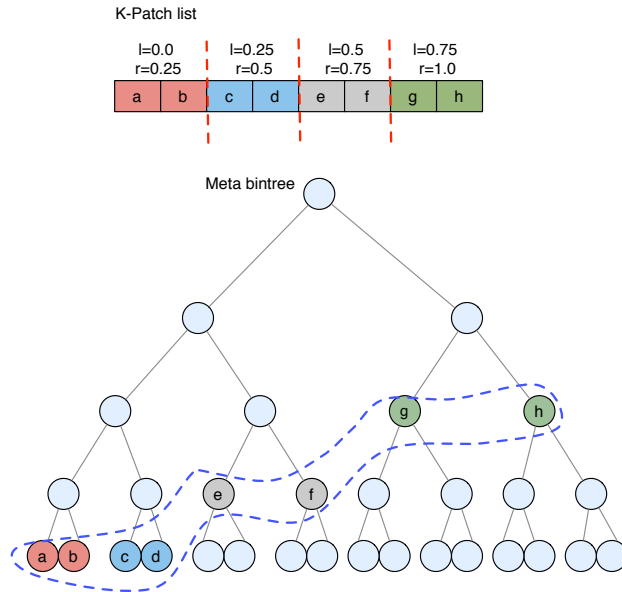 K-Patch list
l=0.0 l=0.25 l=0.5 l=0.75
r=0.25 r=0.5 r=0.75 r=1.0
a b c d e f g h
Meta bintree
g h
e f
a b c d